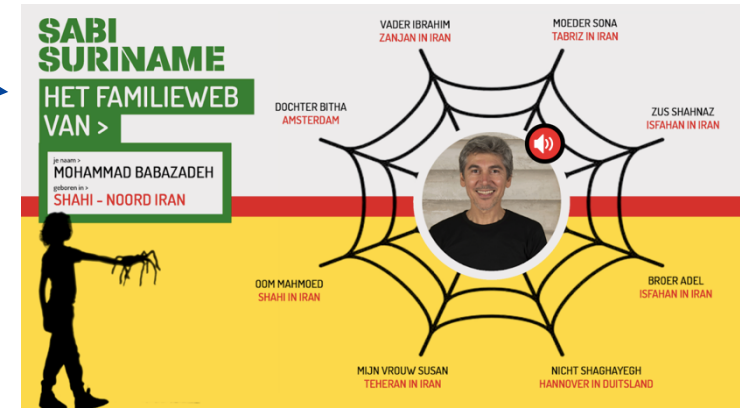 SABI
SURINAME
HET FAMILIEWEB
VAN >
je naam >
MOHAMMAD BABAZADEH
geboren in >
SHAHI - NOORD IRAN
VADER IBRAHIM
ZANJAN IN IRAN
MOEDER SONA
TABRIZ IN IRAN
DOCHTER BITHA
AMSTERDAM
ZUS SHAHNAZ
ISFAHAN IN IRAN
OOM MAHMOED
SHAHI IN IRAN
BROER ADEL
ISFAHAN IN IRAN
MIJN VROUW SUSAN
TEHERAN IN IRAN
NICHT SHAGHAYEGH
HANNOVER IN DUITSLAND